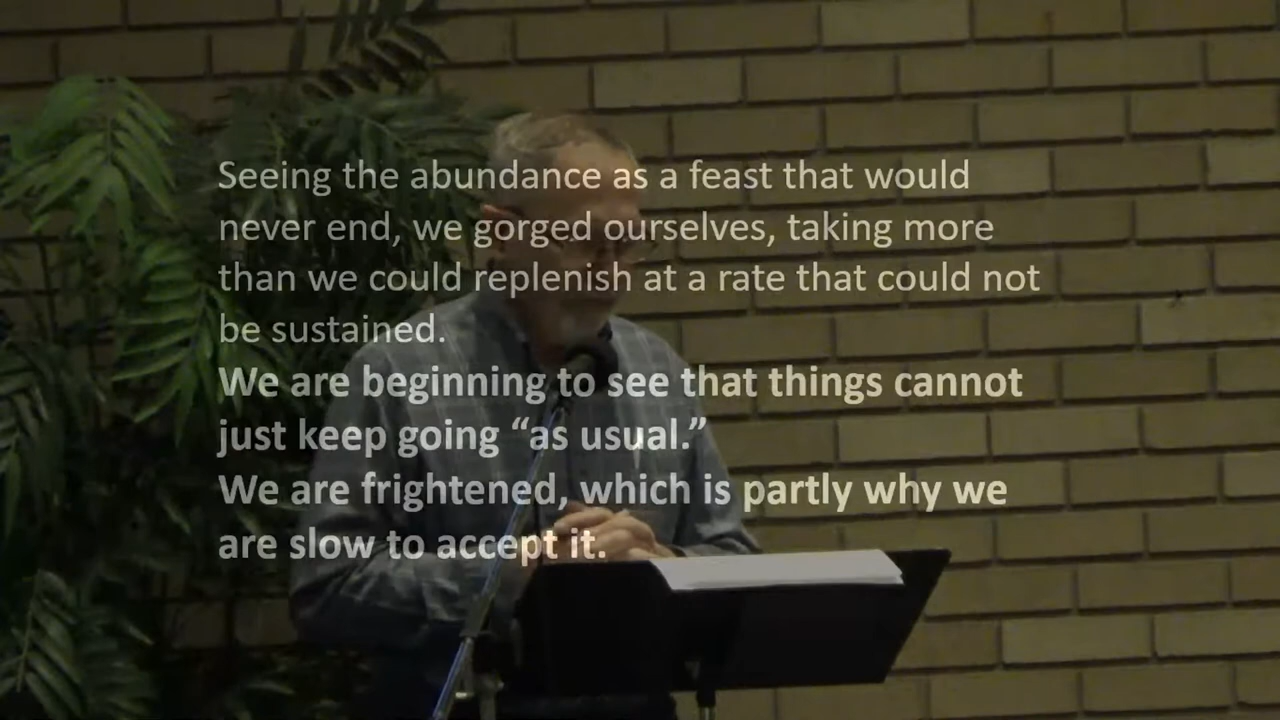 Seeing the abundance as a feast that would
never end, we gorged ourselves, taking more
than we could replenish at a rate that could not
be sustained.
We are beginning to see that things cannot
just keep going “as usual.”
We are frightened, which is partly why we
are slow to accept it.